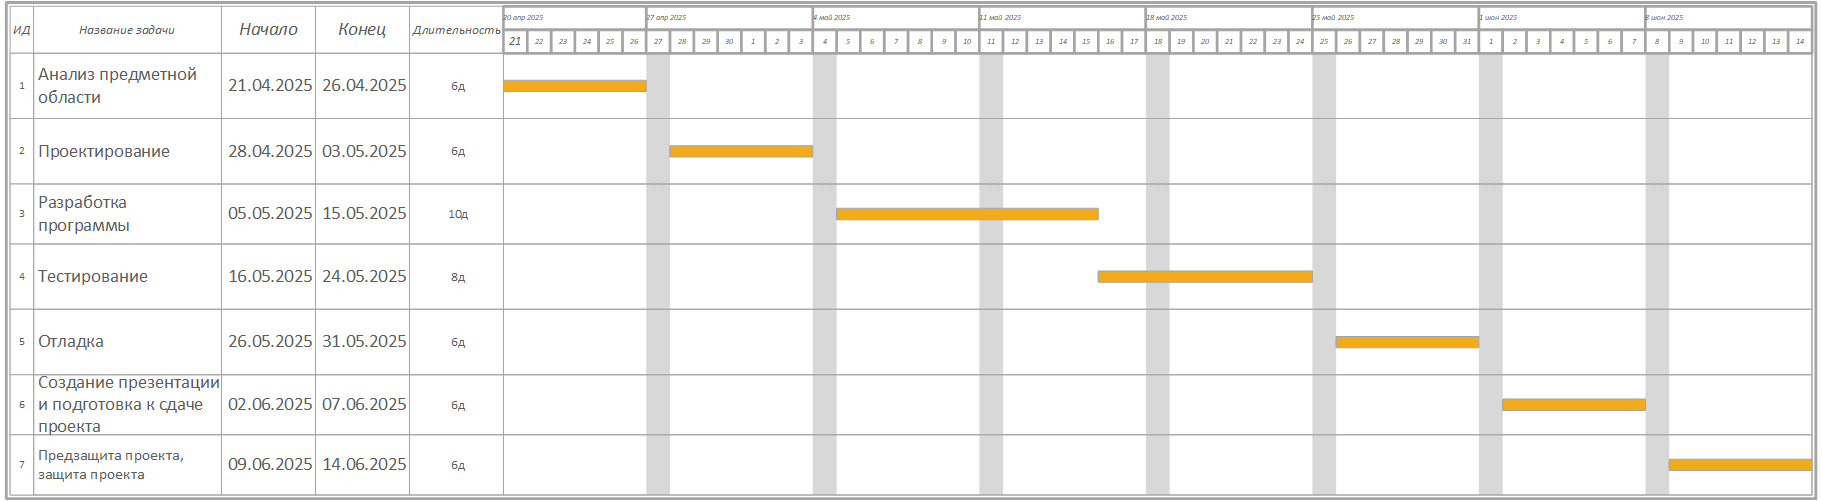 ИД Название задачи Начало Конец Длительность
20 апр 2025 27 апр 2025 4 май 2025 11 май 2025 18 май 2025 25 май 2025 1 июн 2025 8 июн 2025
21 22 23 24 25 26 27 28 29 30 1 2 3 4 5 6 7 8 9 10 11 12 13 14 15 16 17 18 19 20 21 22 23 24 25 26 27 28 29 30 31 1 2 3 4 5 6 7 8 9 10 11 12 13 14
1 Анализ предметной
области 21.04.2025 26.04.2025 6д
2 Проектирование 28.04.2025 03.05.2025 6д
3 Разработка
программы 05.05.2025 15.05.2025 10д
4 Тестирование 16.05.2025 24.05.2025 8д
5 Отладка 26.05.2025 31.05.2025 6д
6 Создание презентации
и подготовка к сдаче
проекта 02.06.2025 07.06.2025 6д
7 Предзащита проекта,
защита проекта 09.06.2025 14.06.2025 6д